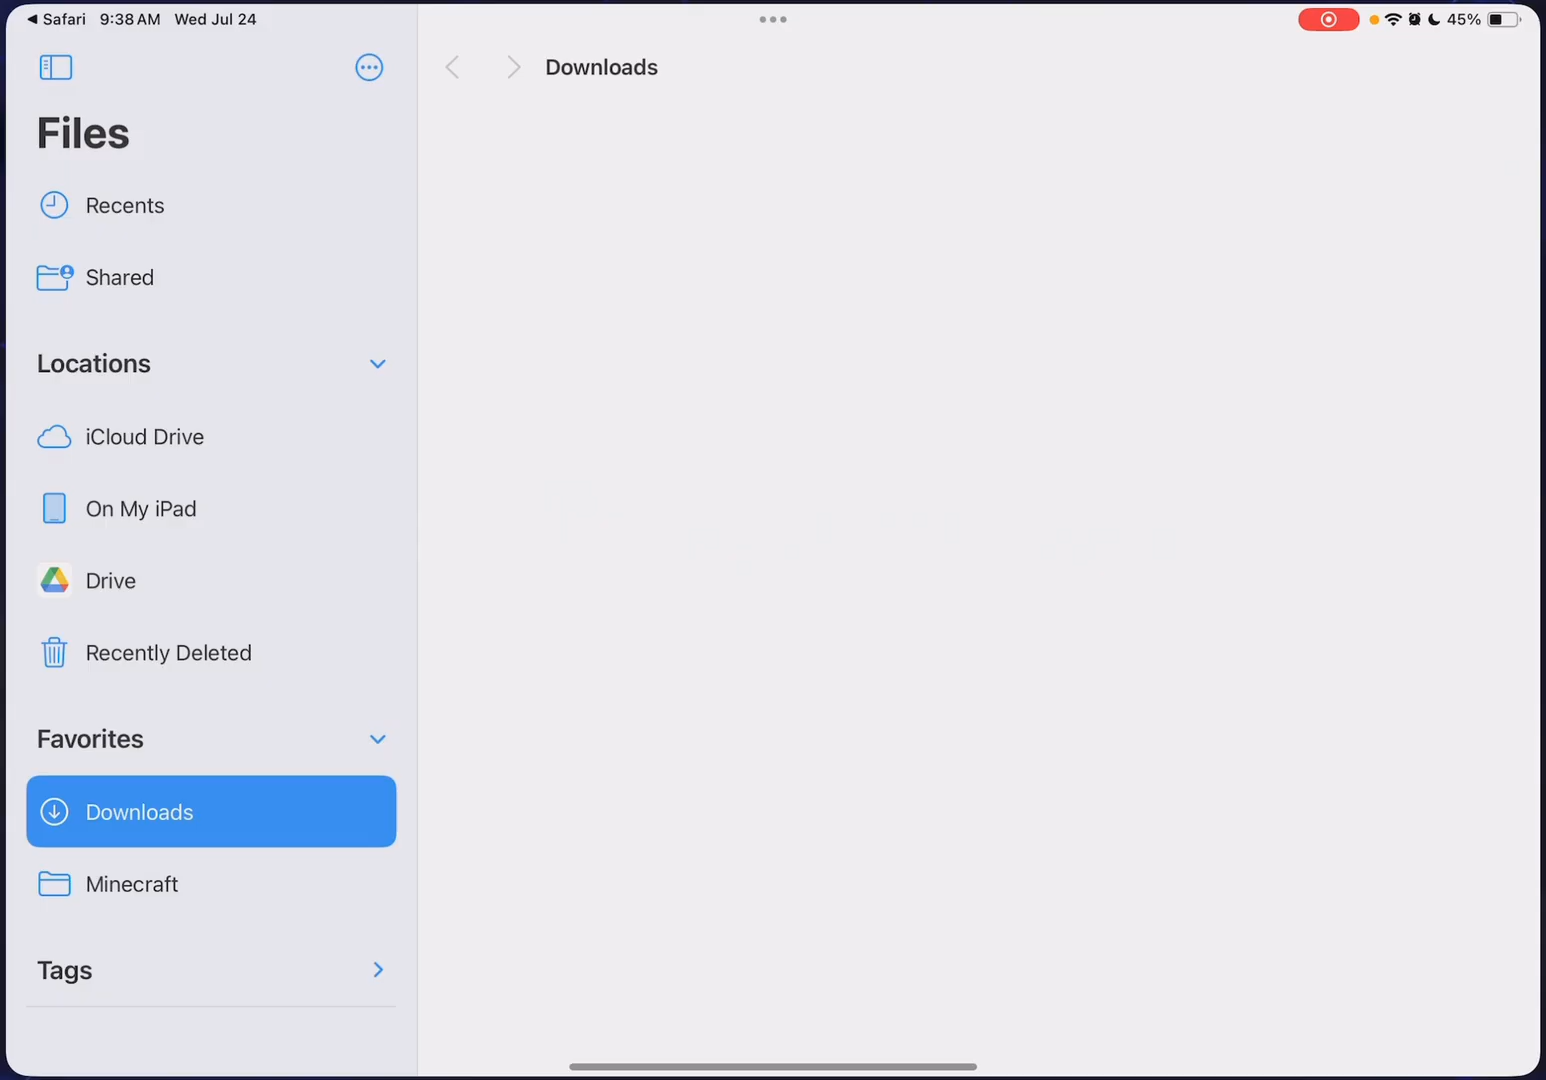 Safari 9:38 AM Wed Jul 24
45%
Downloads
Files
Recents
Shared
Locations
iCloud Drive
On My iPad
Drive
Recently Deleted
Favorites
Downloads
Minecraft
Tags